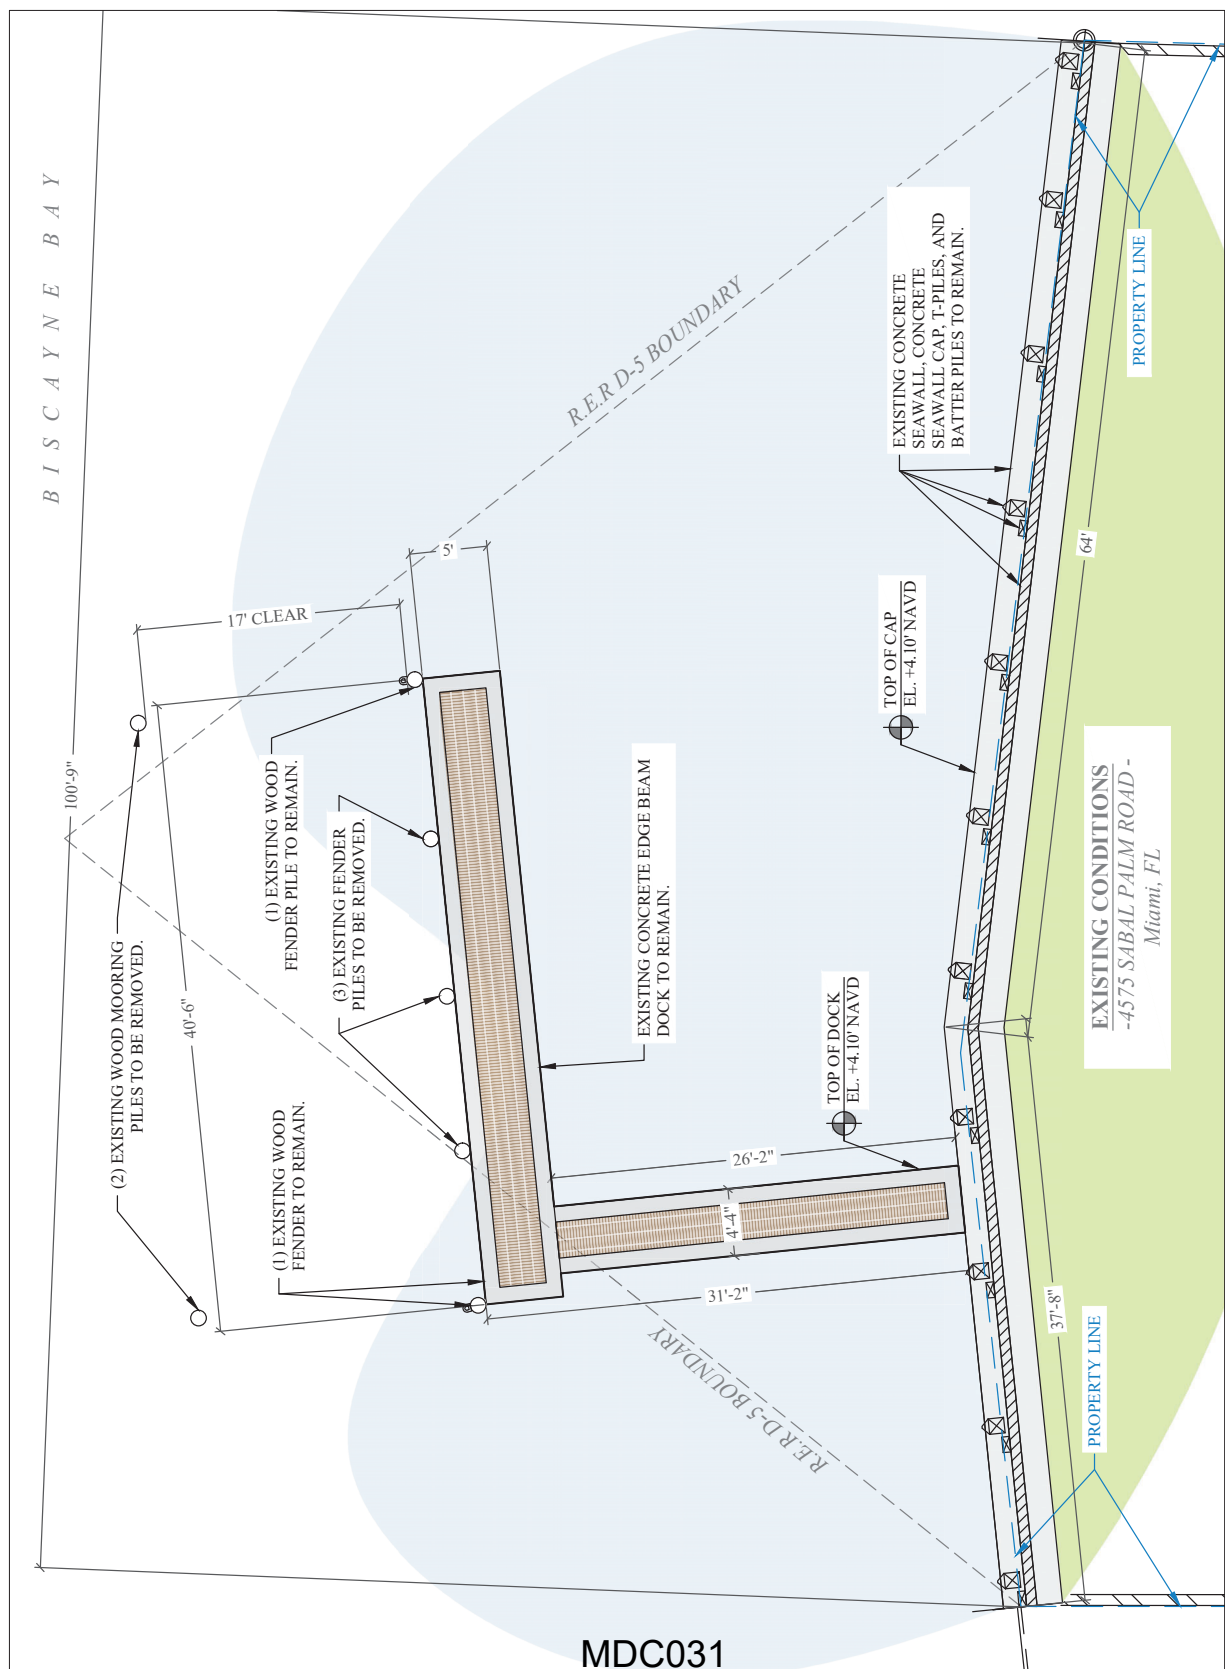 BISCAYNE BAY
100'-9"
(2) EXISTING WOOD MOORING
PILES TO BE REMOVED.
40'-6"
17' CLEAR
5'
(1) EXISTING WOOD
FENDER PILE TO REMAIN.
(3) EXISTING FENDER
PILES TO BE REMOVED.
(1) EXISTING WOOD
FENDER TO REMAIN.
R.E.R D-5 BOUNDARY
R.E.R D-5 BOUNDARY
EXISTING CONCRETE EDGE BEAM
DOCK TO REMAIN.
EXISTING CONCRETE
SEAWALL, CONCRETE
SEAWALL CAP, T-PILES, AND
BATTER PILES TO REMAIN.
TOP OF CAP
EL. +4.10' NAVD
TOP OF DOCK
EL. +4.10' NAVD
26'-2"
4'-4"
31'-2"
64'
37'-8"
PROPERTY LINE
PROPERTY LINE
EXISTING CONDITIONS
-4575 SABAL PALM ROAD -
Miami, FL
MDC031